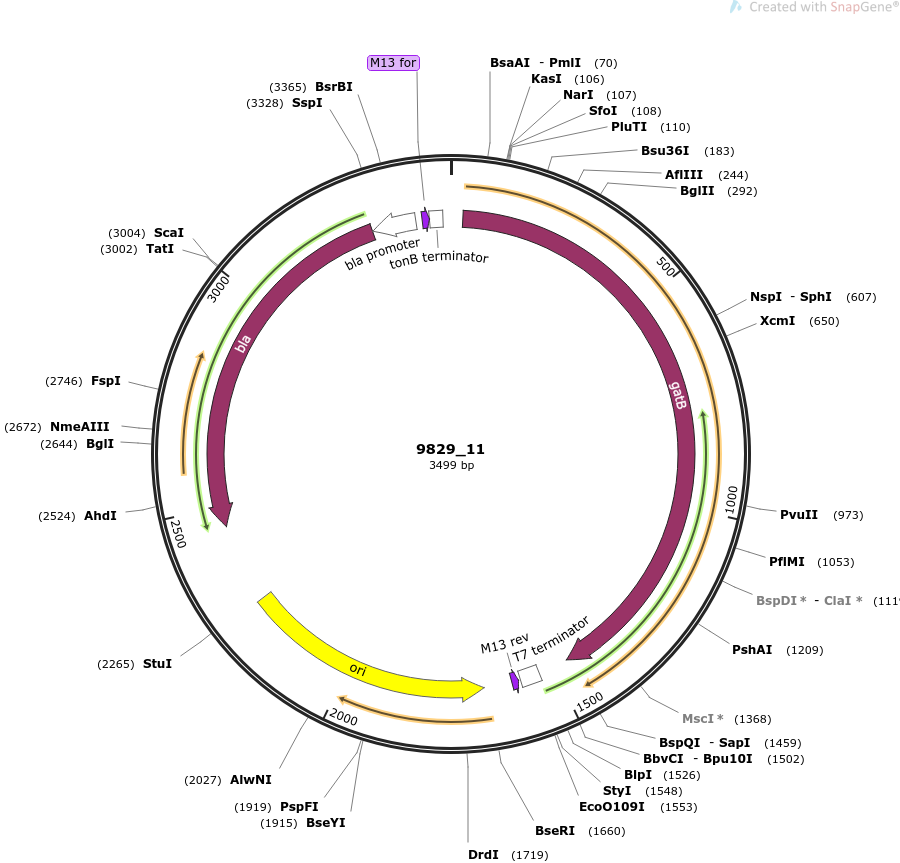 Created with SnapGene®
M13 for
BsaAI - PmlI (70)
KasI (106)
NarI (107)
SfoI (108)
PluTI (110)
Bsu36I (183)
AflIII (244)
BglII (292)
500
NspI - SphI (607)
XcmI (650)
gatB
PvuII (973)
1000
PflMI (1053)
BspDI * - ClaI * (1119
PshAI (1209)
MscI * (1368)
BspQI - SapI (1459)
BbvCI - Bpu10I (1502)
1500
BlpI (1526)
StyI (1548)
EcoO109I (1553)
BseRI (1660)
DrdI (1719)
(1915) BseYI
(1919) PspFI
2000
(2027) AlwNI
(2265) StuI
2500
(2524) AhdI
(2644) BglI
(2672) NmeAIII
(2746) FspI
3000
(3002) TatI
(3004) ScaI
(3328) SspI
(3365) BsrBI
bla
bla promoter
tonB terminator
9829_11
3499 bp
M13 rev
T7 terminator
ori